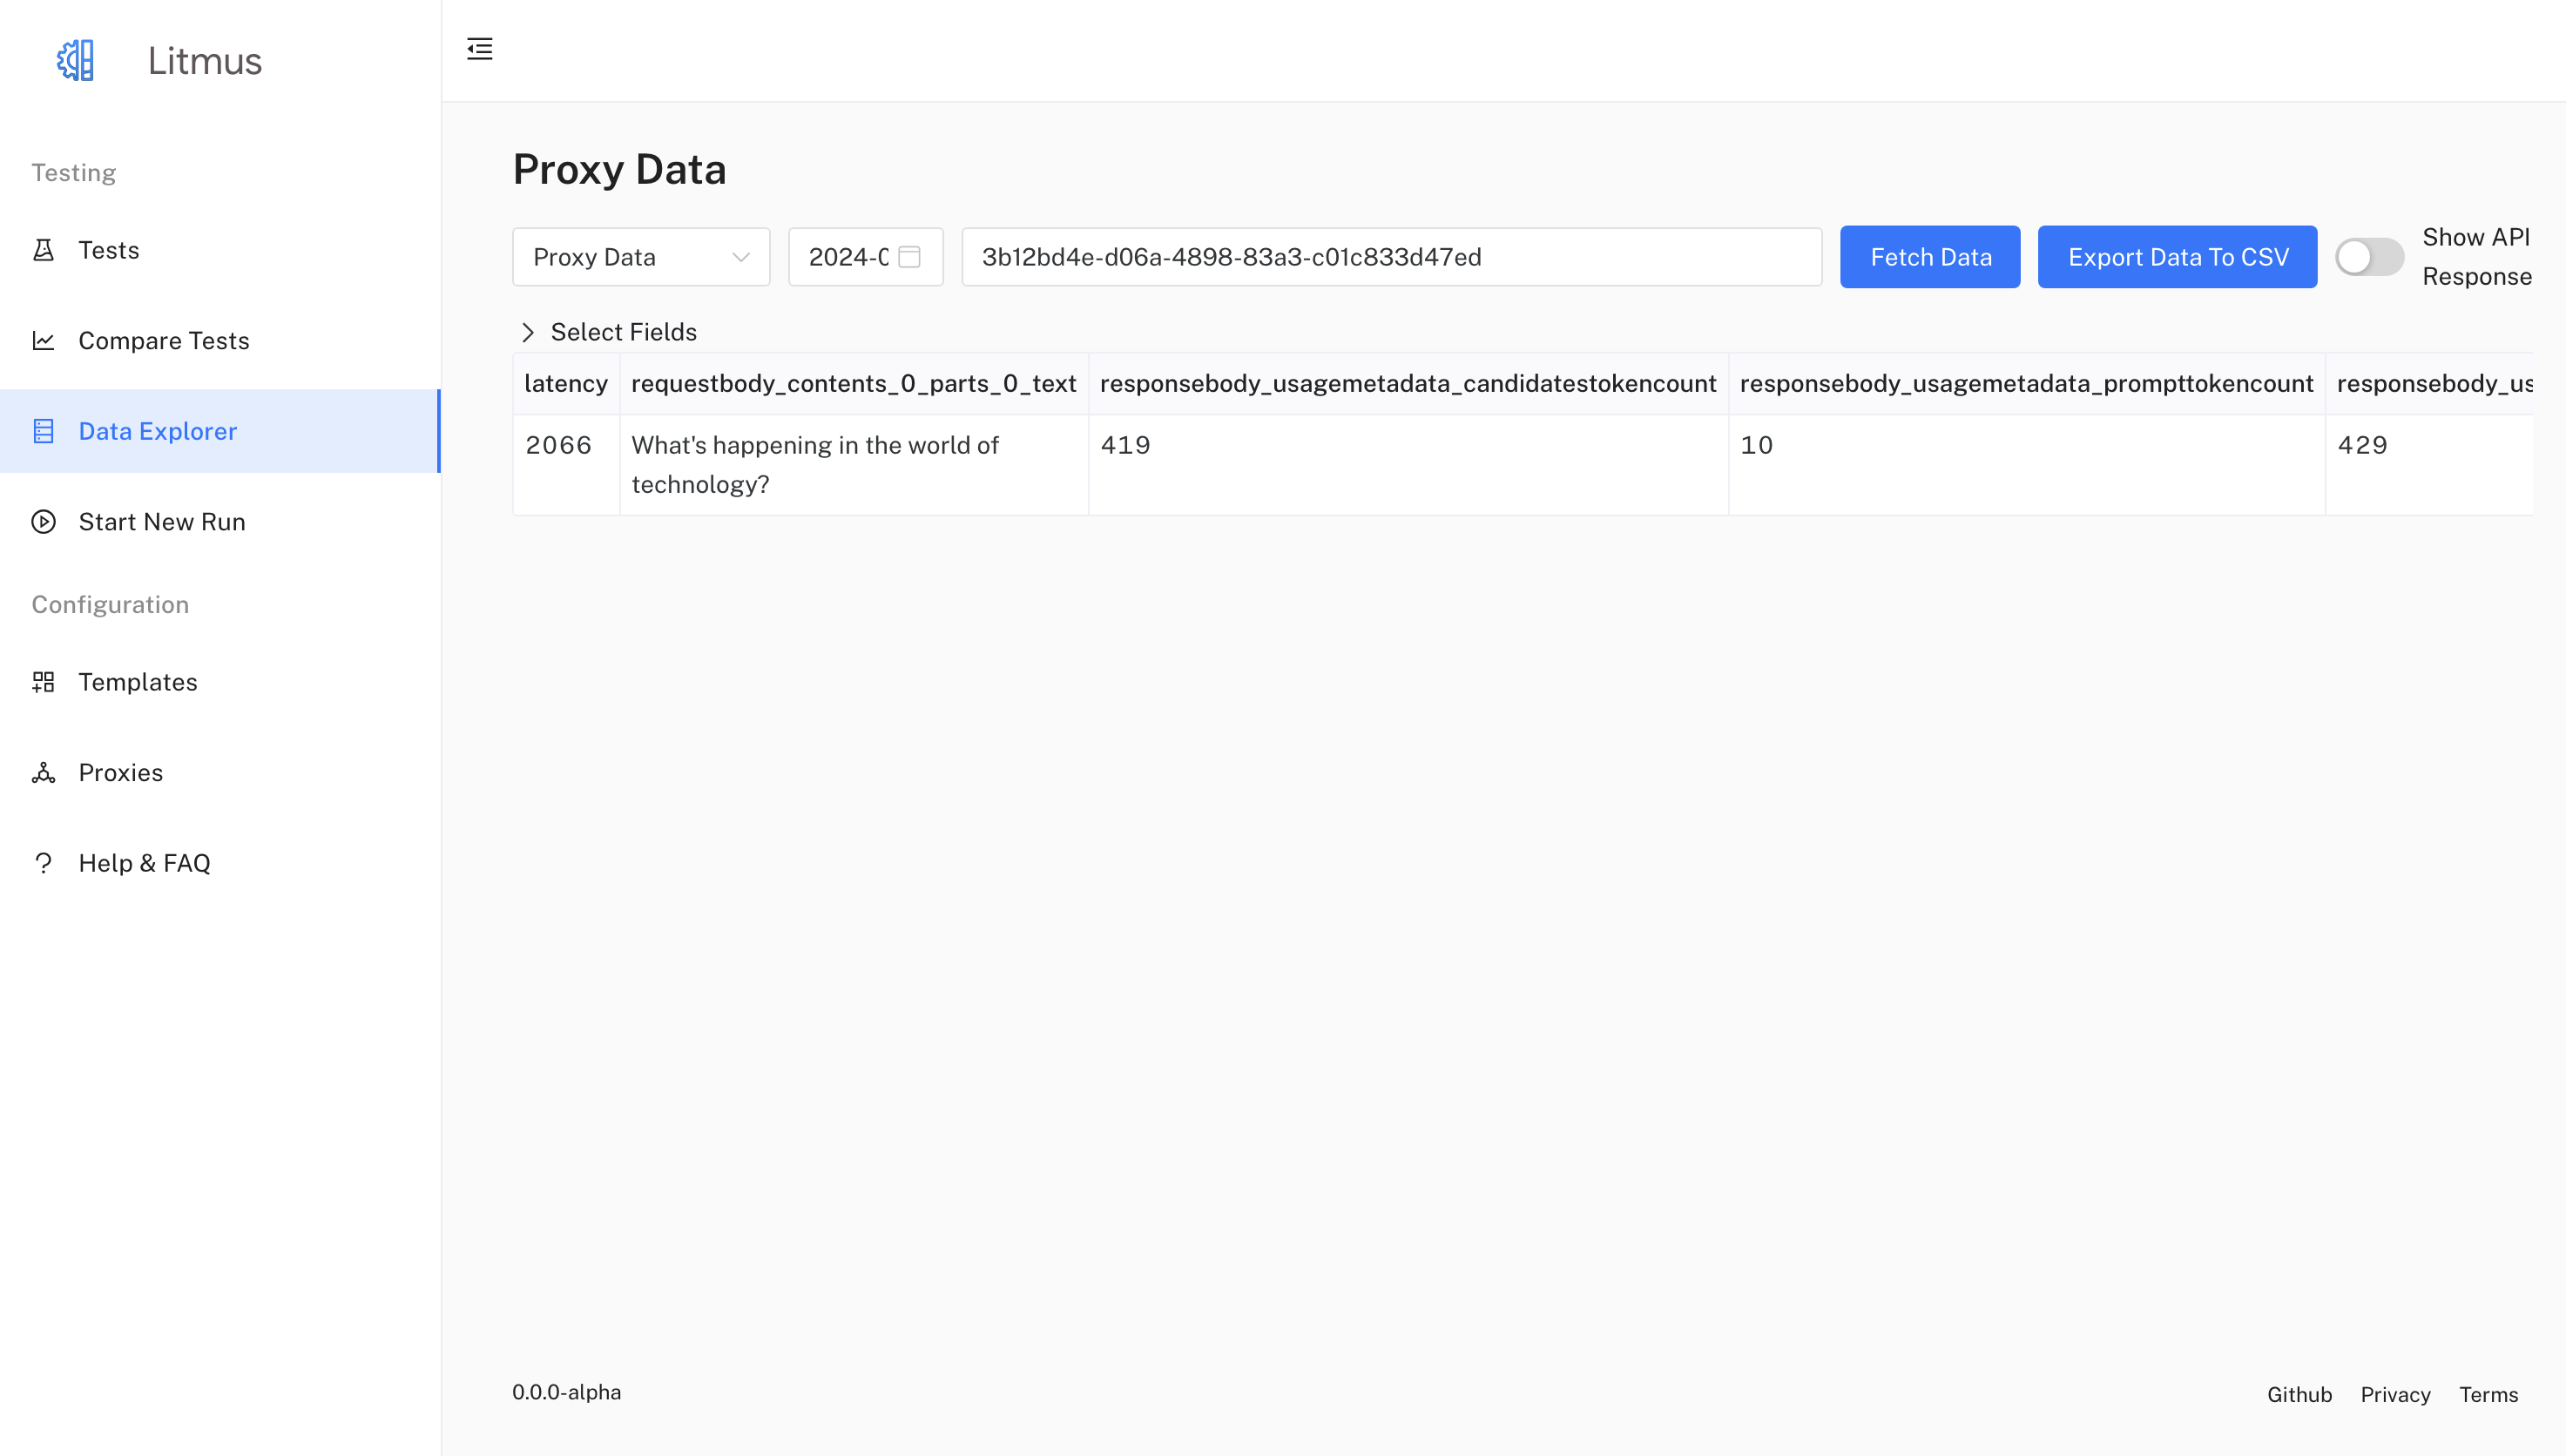 Litmus
Testing
Tests
Compare Tests
Data Explorer
Start New Run
Configuration
Templates
Proxies
Help & FAQ
Proxy Data
Proxy Data
2024-0
3b12bd4e-d06a-4898-83a3-c01c833d47ed
Fetch Data
Export Data To CSV
Show API
Response
Select Fields
latency requestbody_contents_0_parts_0_text responsebody_usagemetadata_candidatestokencount responsebody_usagemetadata_prompttokencount responsebody_us
2066 What's happening in the world of 419 10 429
technology?
0.0.0-alpha
Github Privacy Terms